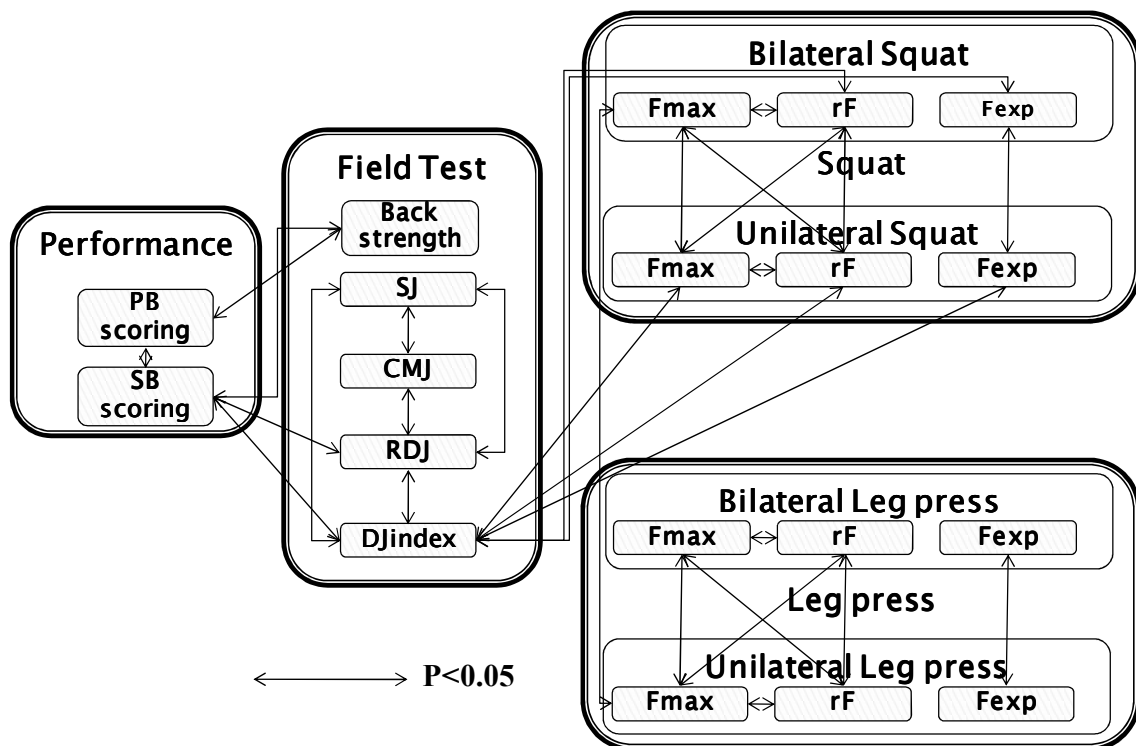 Performance
PB
scoring
SB
scoring
Field Test
Back
strength
SJ
CMJ
RDJ
DJindex
Bilateral Squat
Fmax
rF
Fexp
Squat
Unilateral Squat
Fmax
rF
Fexp
Bilateral Leg press
Fmax
rF
Fexp
Leg press
Unilateral Leg press
Fmax
rF
Fexp
P<0.05